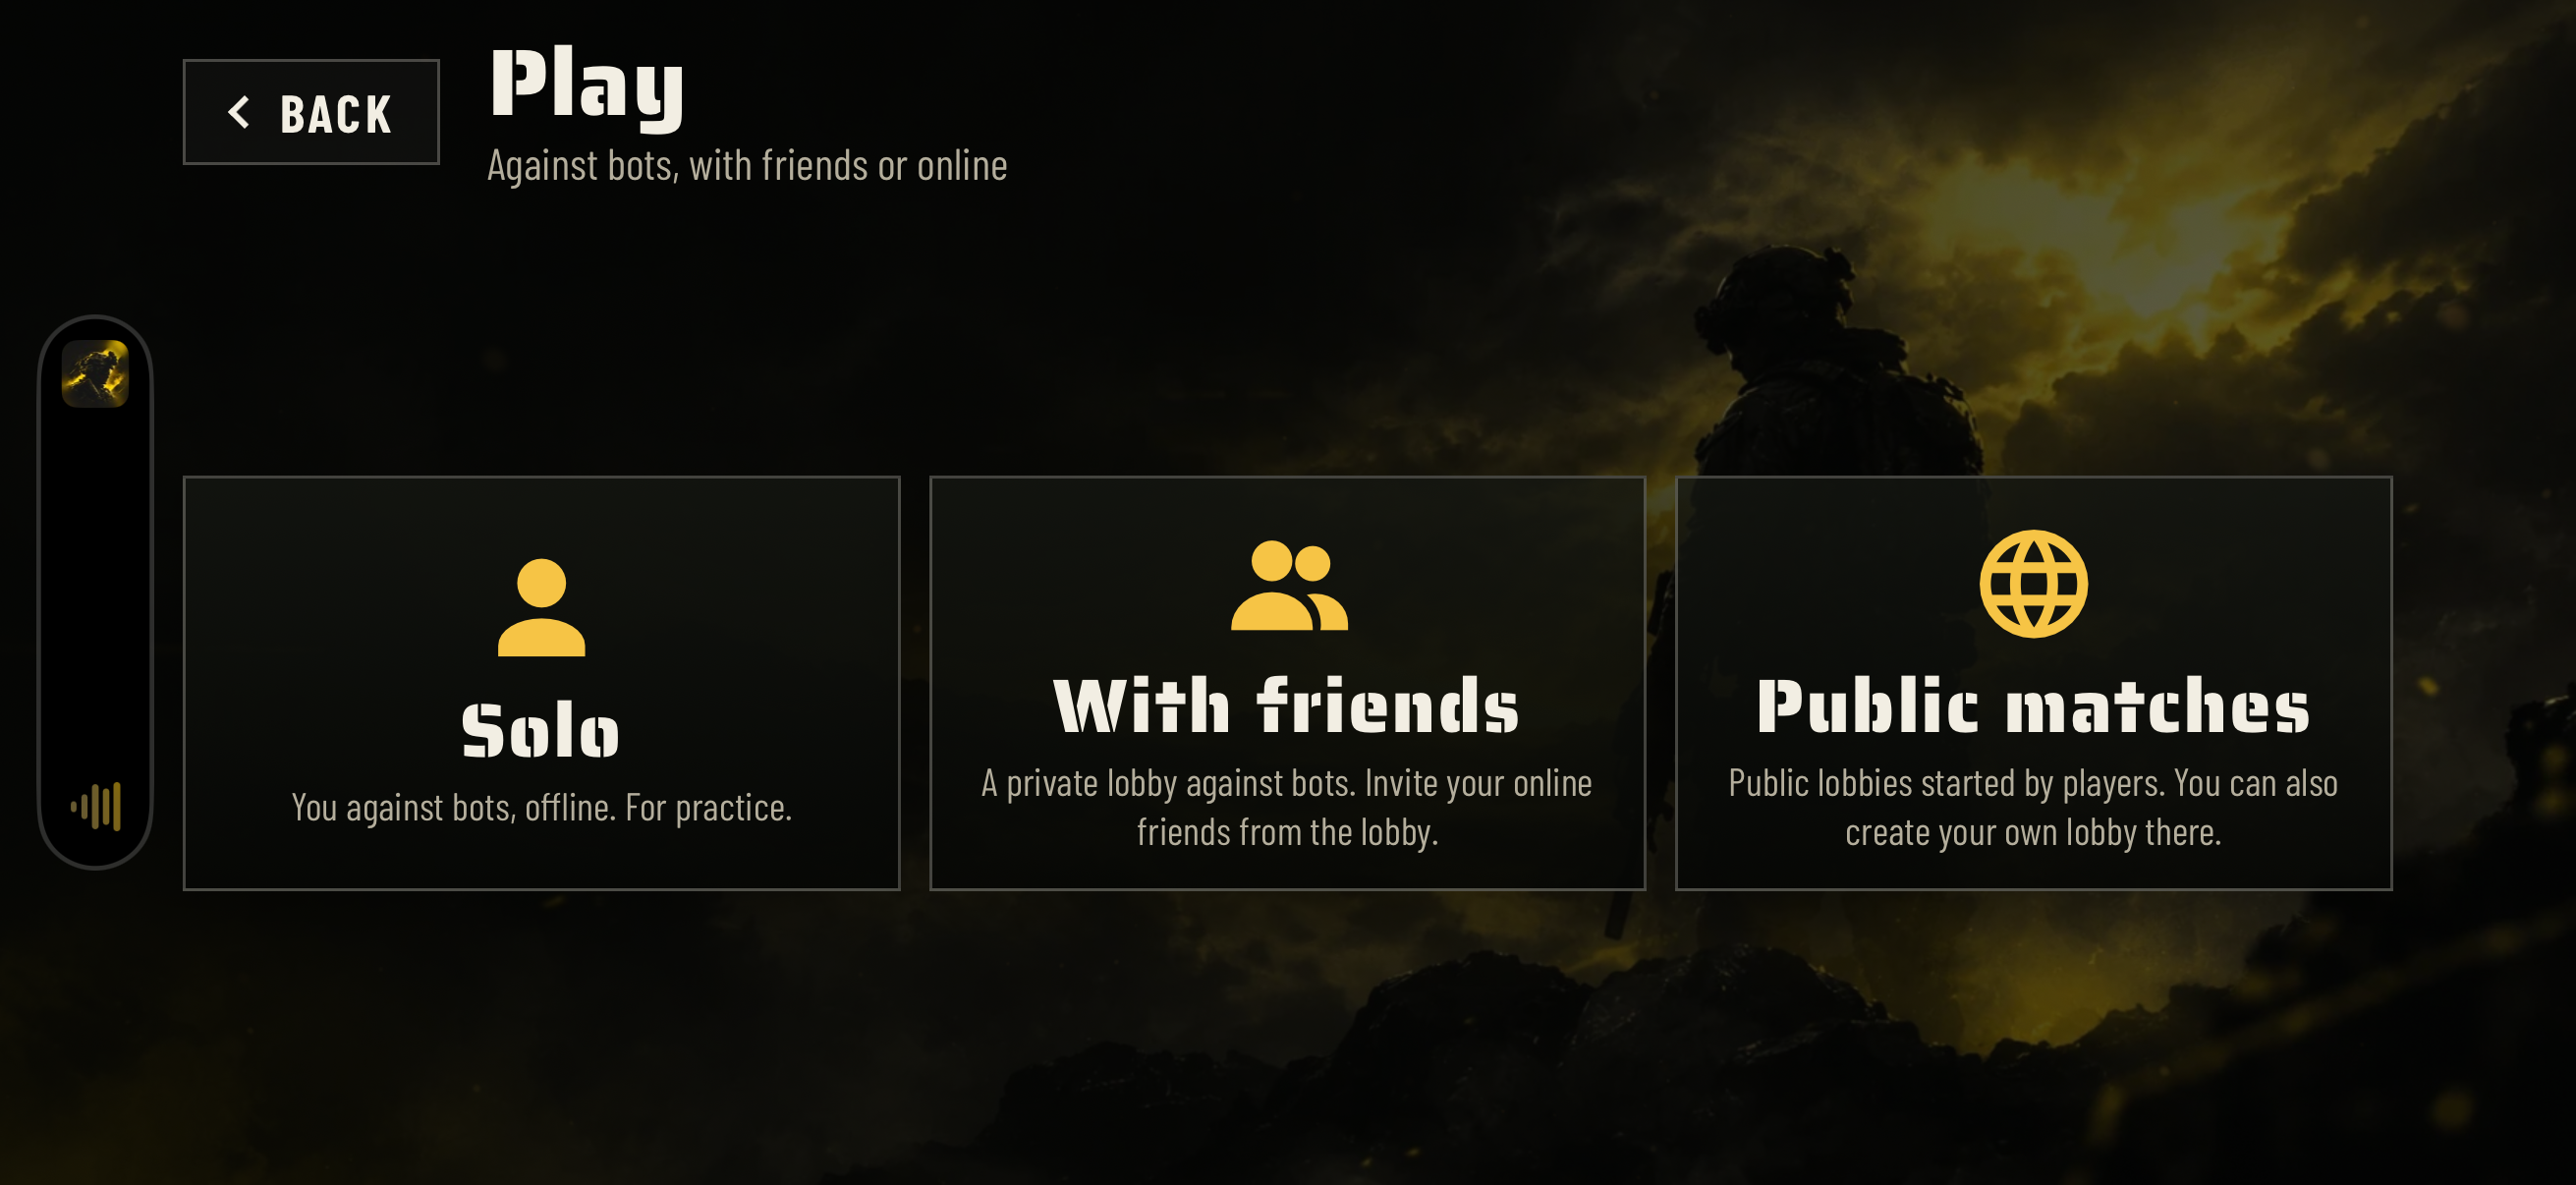 BACK
Play
Against bots, with friends or online
Solo
You against bots, offline. For practice.
With friends
A private lobby against bots. Invite your online
friends from the lobby.
Public matches
Public lobbies started by players. You can also
create your own lobby there.